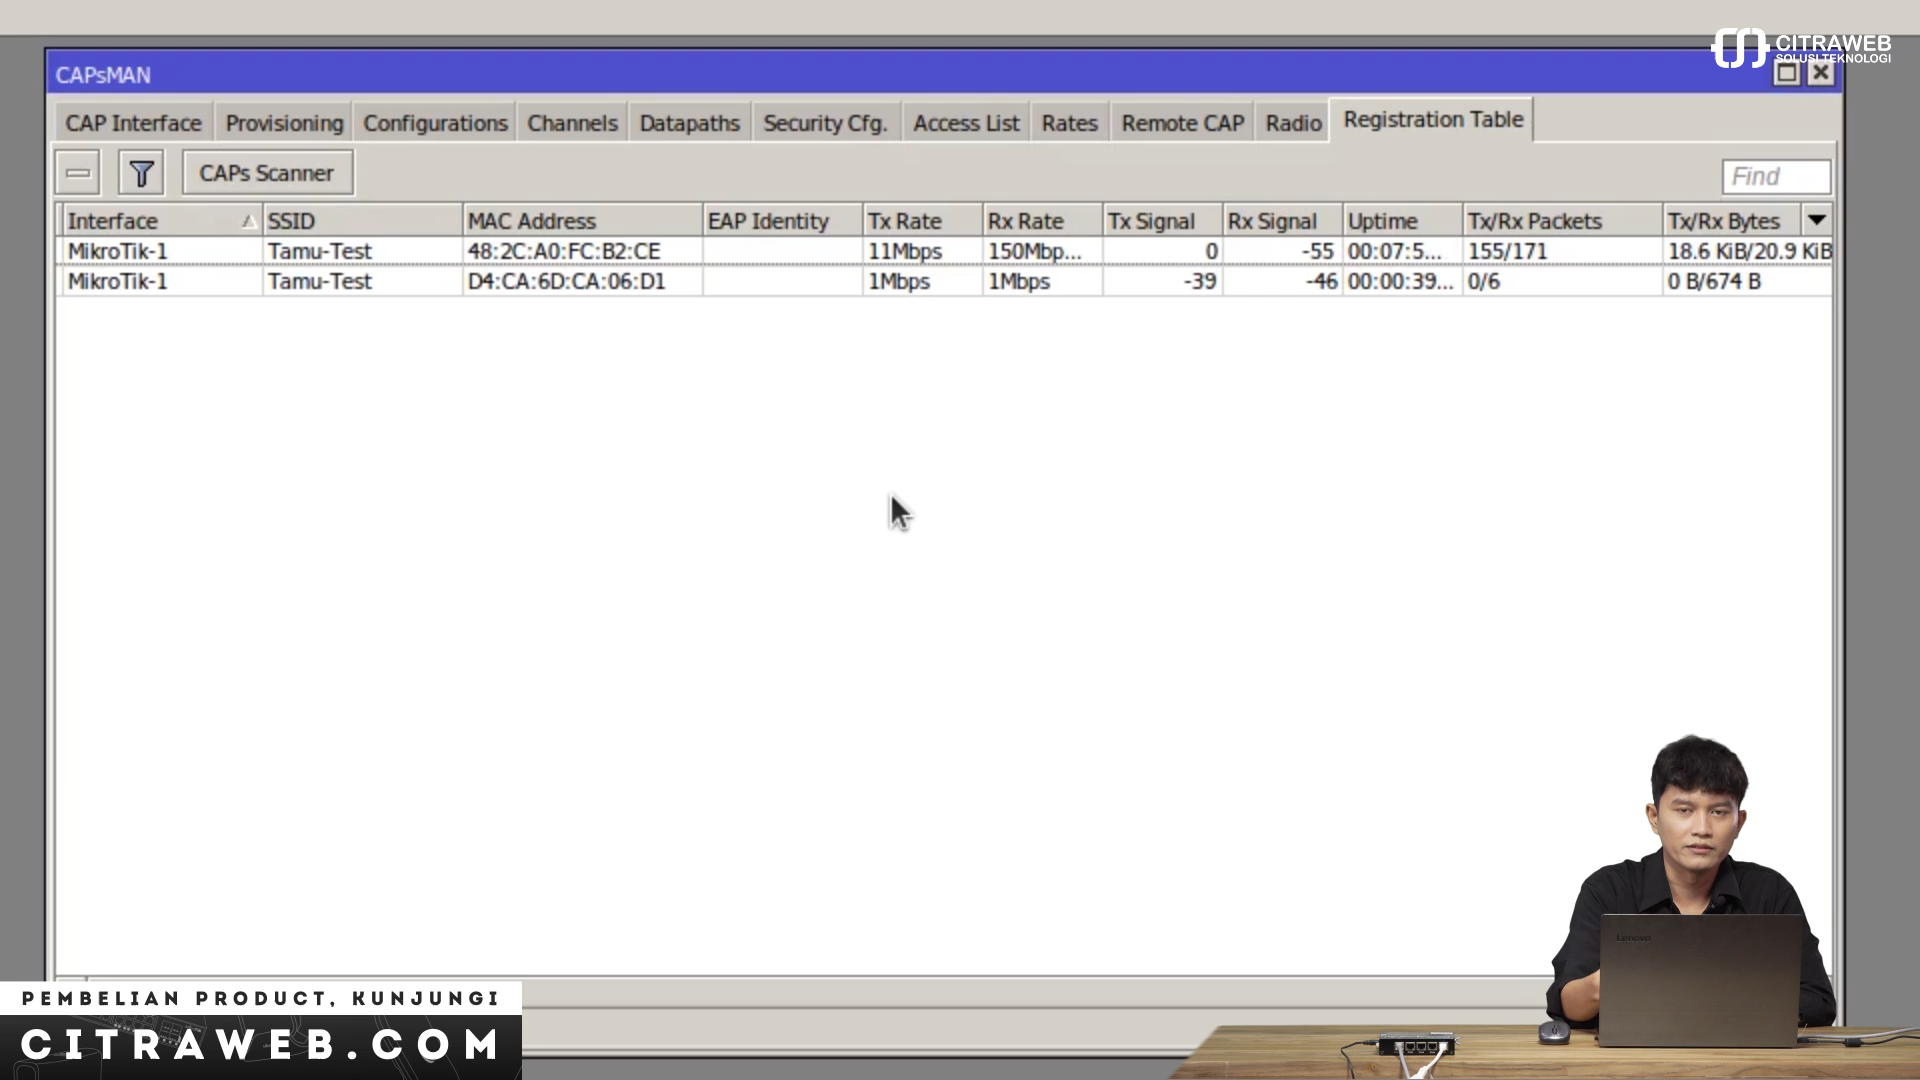 CITRAWEB
SOLUSI TEKNOLOGI
CAPsMAN
CAP Interface Provisioning Configurations Channels Datapaths Security Cfg. Access List Rates Remote CAP Radio Registration Table
CAPs Scanner Find
Interface SSID MAC Address EAP Identity Tx Rate Rx Rate Tx Signal Rx Signal Uptime Tx/Rx Packets Tx/Rx Bytes
MikroTik-1 Tamu-Test 48:2C:A0:FC:B2:CE 11Mbps 150Mbp... 0 -55 00:07:5... 155/171 18.6 KiB/20.9 KiB
MikroTik-1 Tamu-Test D4:CA:6D:CA:06:D1 1Mbps 1Mbps -39 -46 00:00:39... 0/6 0 B/674 B
Lenovo
PEMBELIAN PRODUCT, KUNJUNGI
CITRAWEB.COM